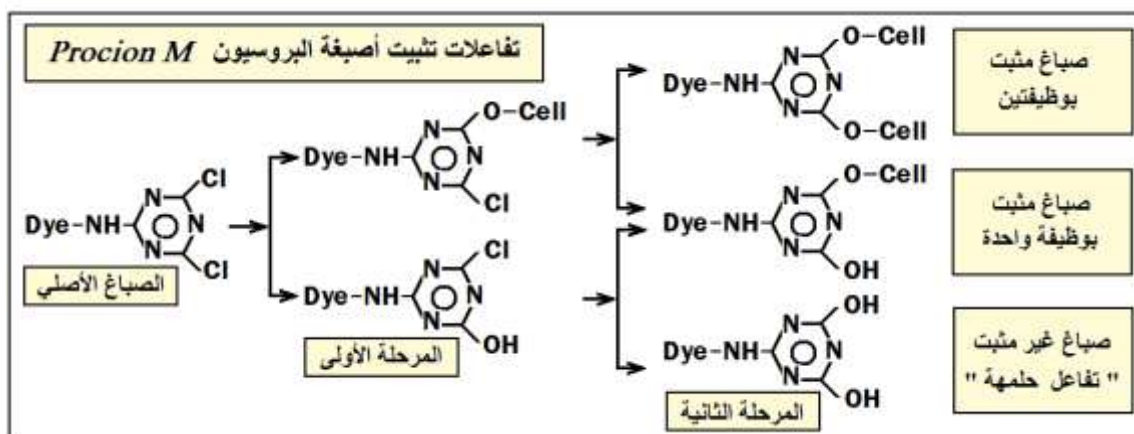 تفاعلات تثبيت أصبغة البروسيون Procion M
O-Cell
Dye-NH
N
N
N
O-Cell
صباغ مثبت
بوظيفتين
O-Cell
Dye-NH
N
N
N
Cl
Cl
Dye-NH
N
N
N
Cl
الصباغ الأصلي
O-Cell
Dye-NH
N
N
N
OH
صباغ مثبت
بوظيفة واحدة
Cl
Dye-NH
N
N
N
OH
المرحلة الأولى
OH
Dye-NH
N
N
N
OH
المرحلة الثانية
صباغ غير مثبت
" تفاعل حلمهة "